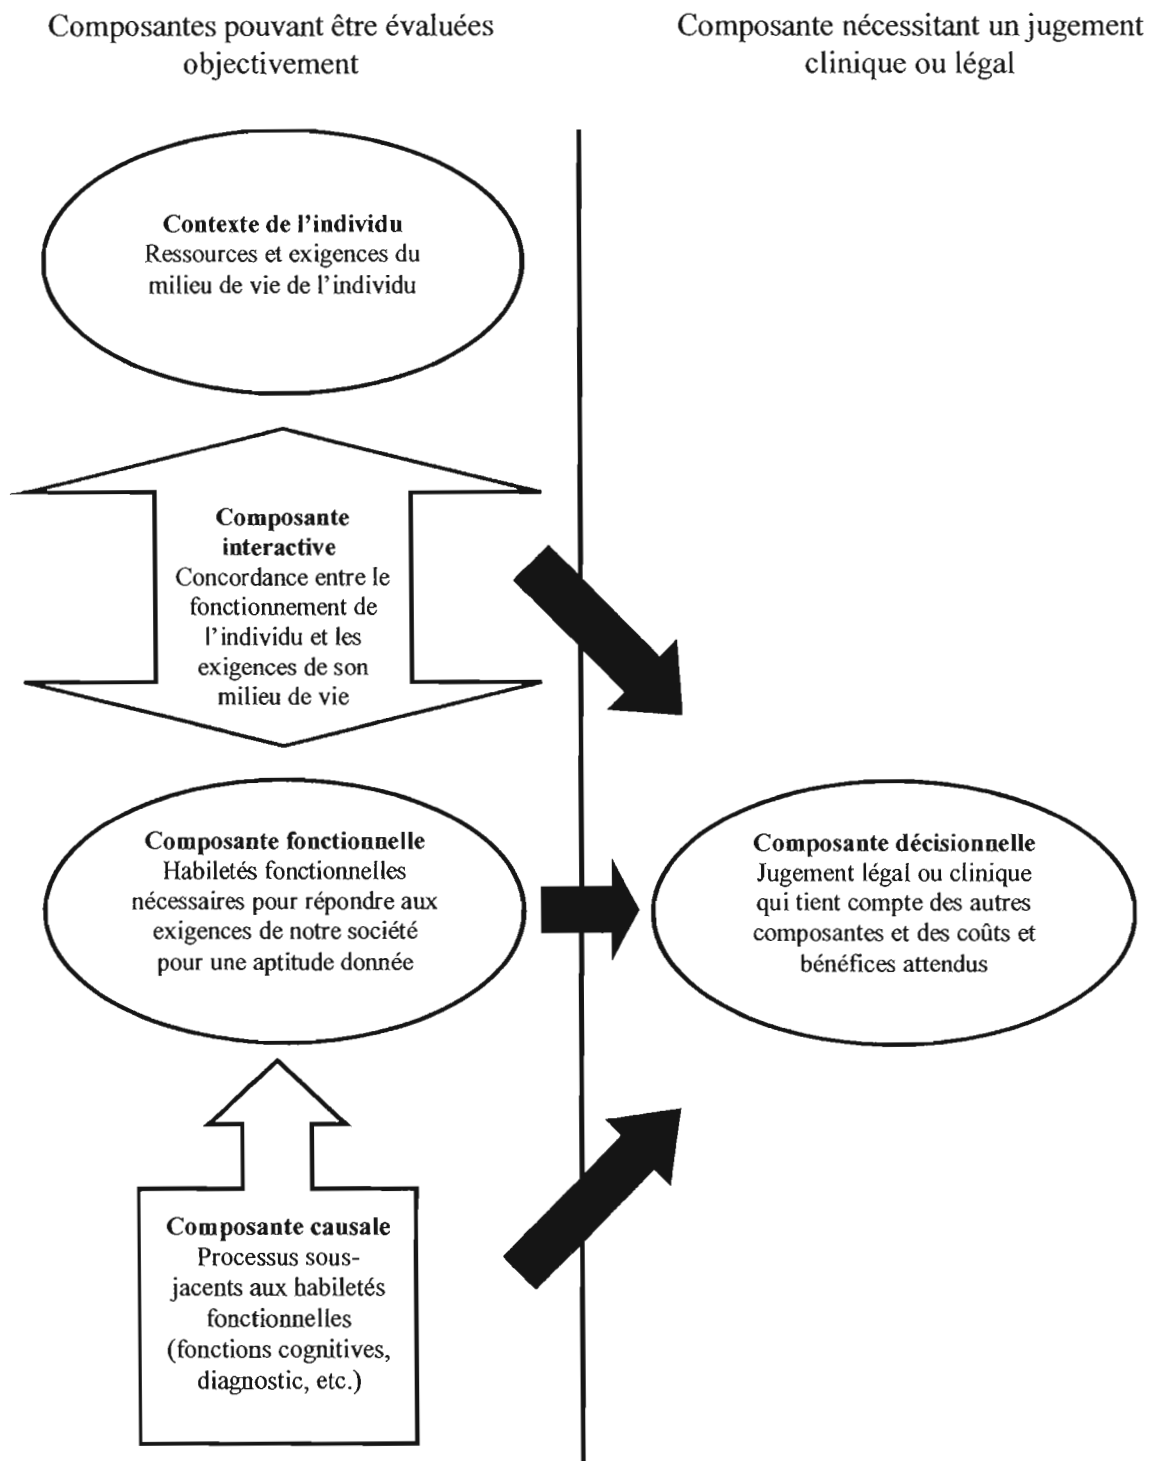 Composantes pouvant être évaluées
objectivement
Composante nécessitant un jugement
clinique ou légal
Contexte de l'individu
Ressources et exigences du
milieu de vie de l'individu
Composante
interactive
Concordance entre le
fonctionnement de
l'individu et les
exigences de son
milieu de vie
Composante fonctionnelle
Habiletés fonctionnelles
nécessaires pour répondre aux
exigences de notre société
pour une aptitude donnée
Composante décisionnelle
Jugement légal ou clinique
qui tient compte des autres
composantes et des coûts et
bénéfices attendus
Composante causale
Processus sous-
jacents aux habiletés
fonctionnelles
(fonctions cognitives,
diagnostic, etc.)